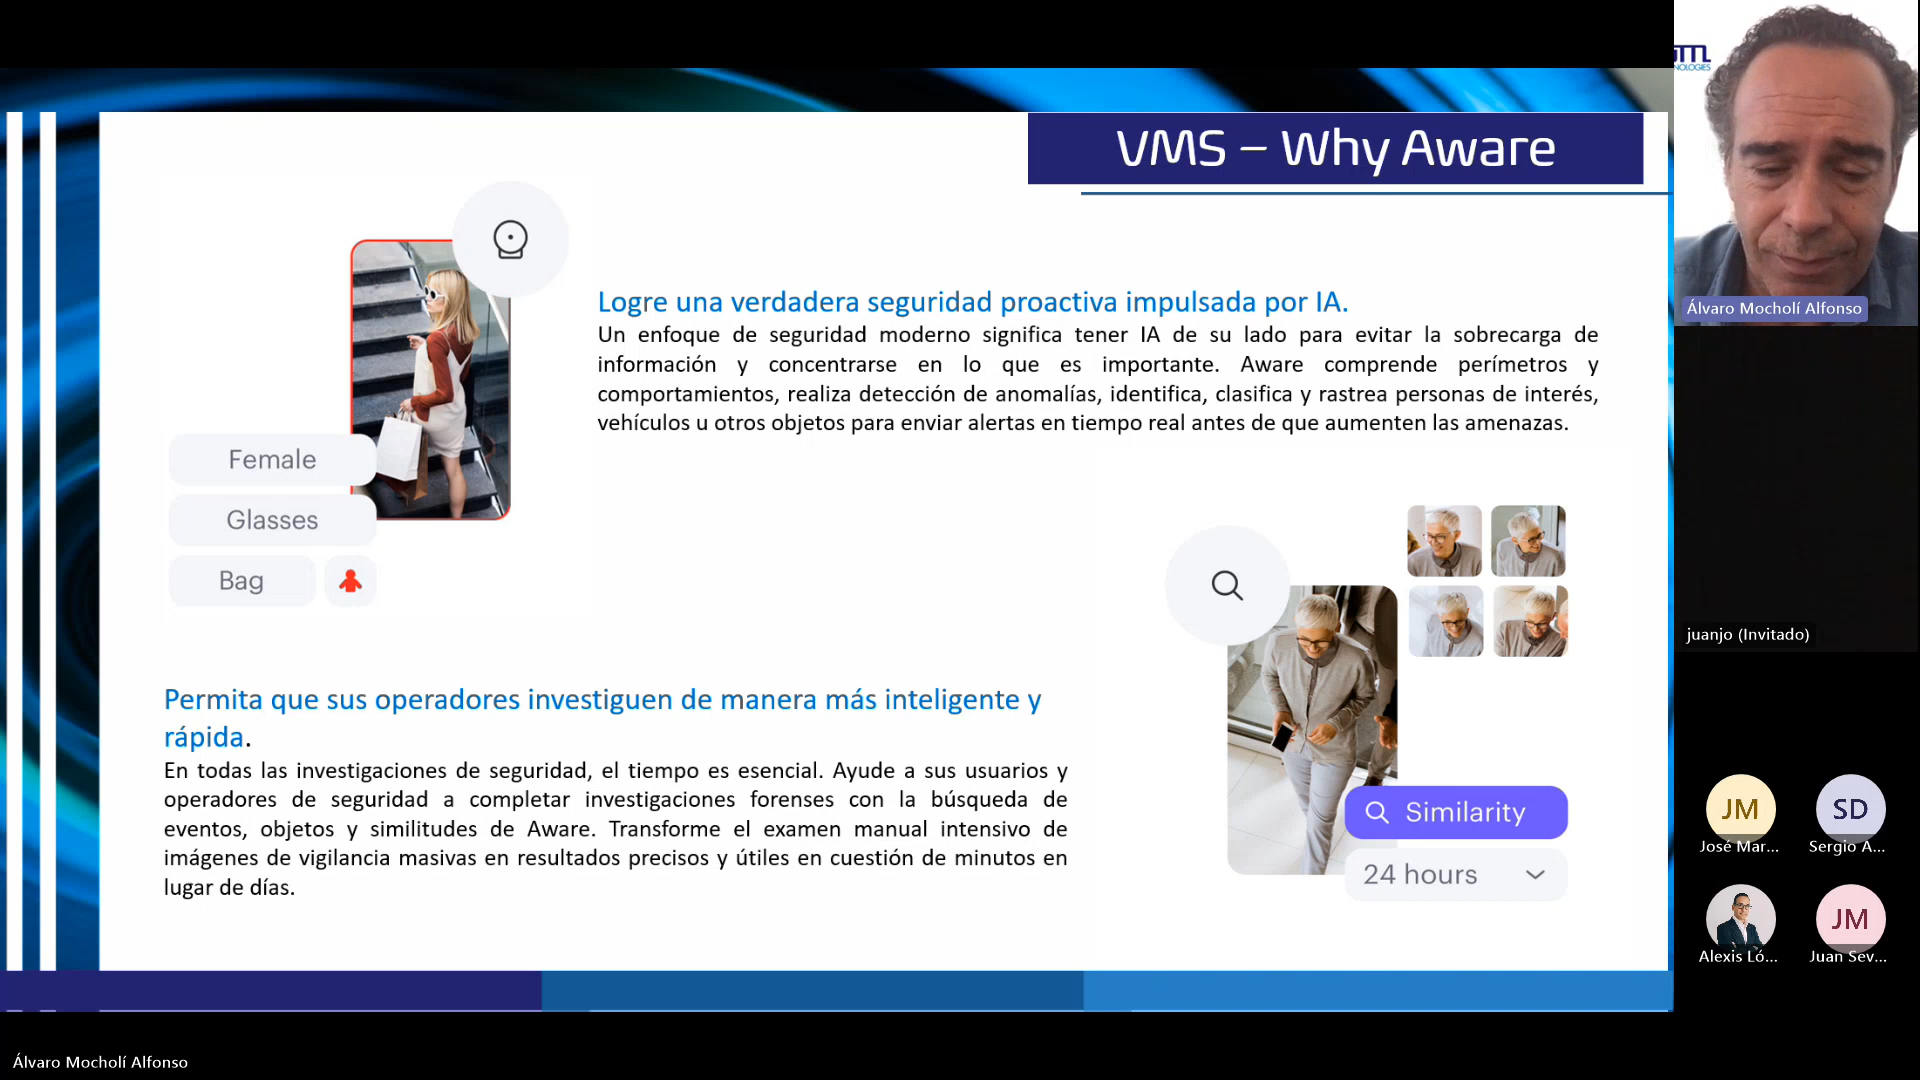 VMS – Why Aware
Logre una verdadera seguridad proactiva impulsada por IA.
Un enfoque de seguridad moderno significa tener IA de su lado para evitar la sobrecarga de
información y concentrarse en lo que es importante. Aware comprende perímetros y
comportamientos, realiza detección de anomalías, identifica, clasifica y rastrea personas de interés,
vehículos u otros objetos para enviar alertas en tiempo real antes de que aumenten las amenazas.
Female
Glasses
Bag
Permita que sus operadores investiguen de manera más inteligente y
rápida.
En todas las investigaciones de seguridad, el tiempo es esencial. Ayude a sus usuarios y
operadores de seguridad a completar investigaciones forenses con la búsqueda de
eventos, objetos y similitudes de Aware. Transforme el examen manual intensivo de
imágenes de vigilancia masivas en resultados precisos y útiles en cuestión de minutos en
lugar de días.
Similarity
24 hours
Álvaro Mocholí Alfonso
juanjo (Invitado)
JM
José Mar...
SD
Sergio A...
Alexis Ló...
JM
Juan Sev...
Álvaro Mocholí Alfonso